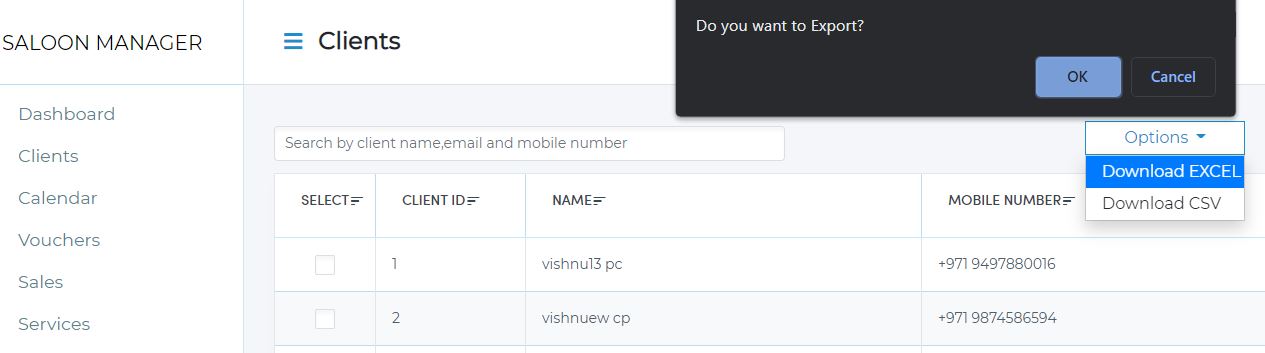 Do you want to Export?
OK Cancel
SALOON MANAGER
Clients
Dashboard
Clients
Calendar
Vouchers
Sales
Services
Search by client name,email and mobile number
Options
Download EXCEL
Download CSV
SELECT CLIENT ID NAME MOBILE NUMBER
1 vishnu13 pc +971 9497880016
2 vishnuew cp +971 9874586594